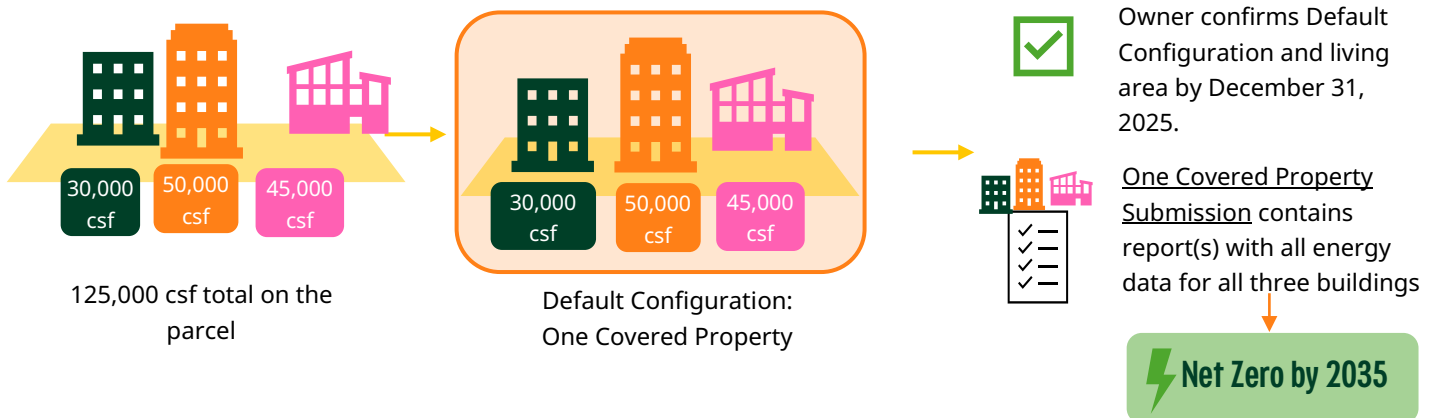 30,000
csf
50,000
csf
45,000
csf
125,000 csf total on the
parcel
30,000
csf
50,000
csf
45,000
csf
Default Configuration:
One Covered Property
Owner confirms Default
Configuration and living
area by December 31,
2025.
One Covered Property
Submission contains
report(s) with all energy
data for all three buildings
Net Zero by 2035